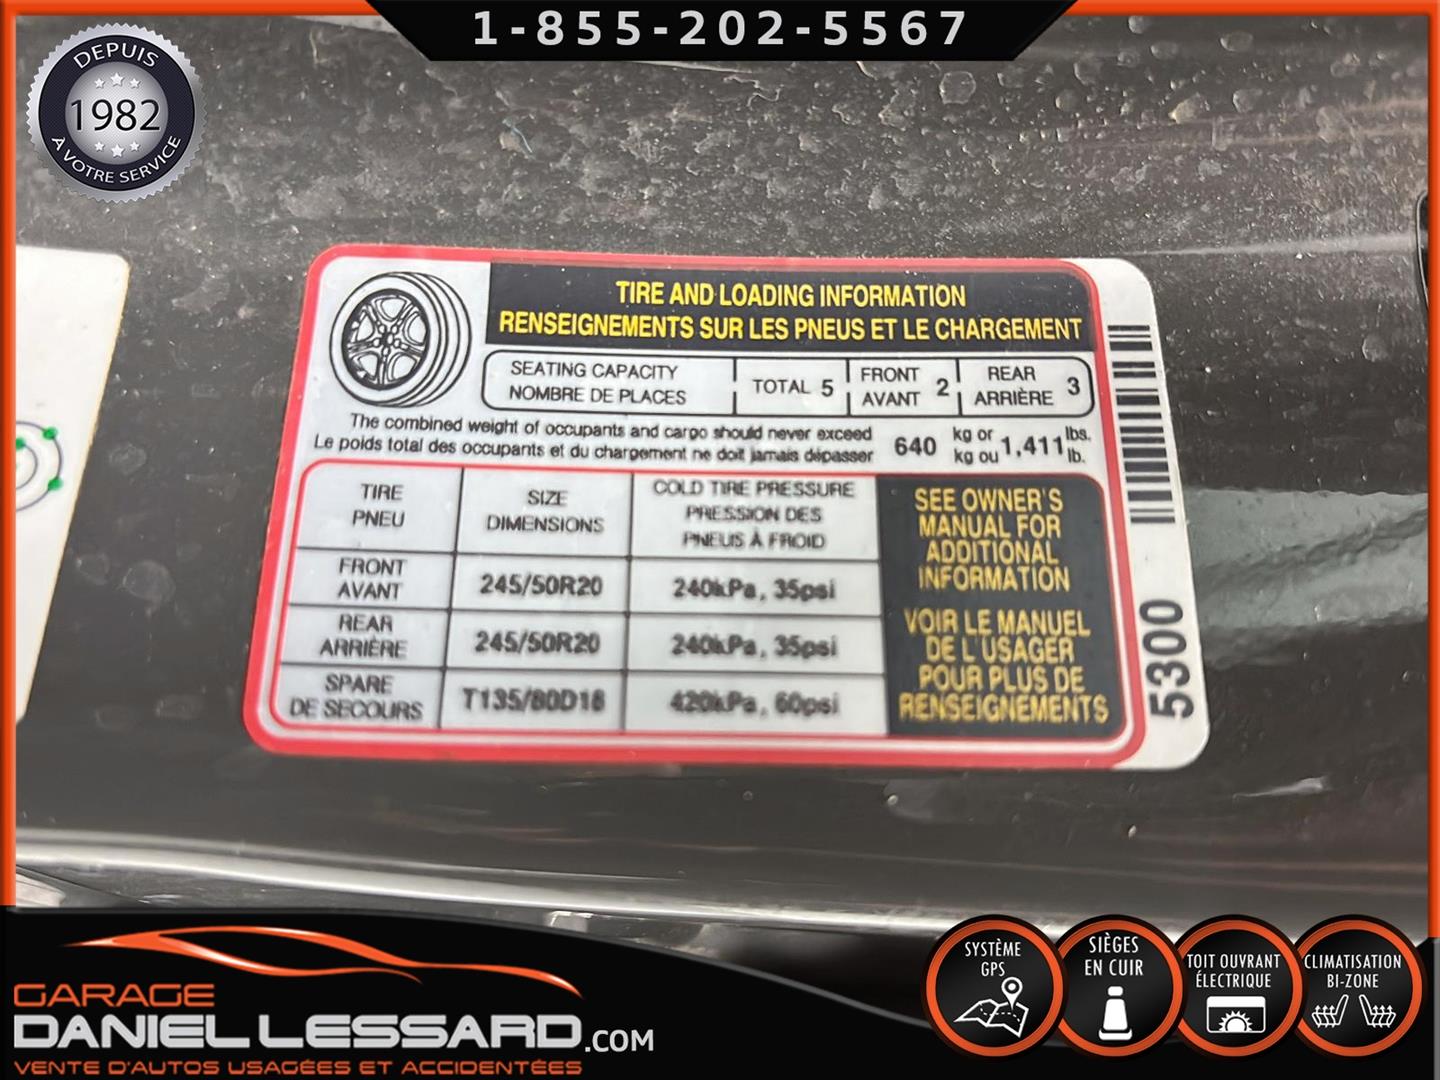 1-855-202-5567
DEPUIS
1982
À VOTRE SERVICE
TIRE AND LOADING INFORMATION
RENSEIGNEMENTS SUR LES PNEUS ET LE CHARGEMENT
SEATING CAPACITY
NOMBRE DE PLACES
TOTAL 5
FRONT
AVANT 2
REAR
ARRIÈRE 3
The combined weight of occupants and cargo should never exceed
Le poids total des occupants et du chargement ne doit jamais dépasser
640 kg or 1,411 lbs.
kg ou lb.
TIRE
PNEU
SIZE
DIMENSIONS
COLD TIRE PRESSURE
PRESSION DES
PNEUS À FROID
FRONT
AVANT
245/50R20
240kPa, 35psi
REAR
ARRIÈRE
245/50R20
240kPa, 35psi
SPARE
DE SECOURS
T135/80D18
420kPa, 60psi
SEE OWNER'S
MANUAL FOR
ADDITIONAL
INFORMATION
VOIR LE MANUEL
DE L'USAGER
POUR PLUS DE
RENSEIGNEMENTS
5300
GARAGE
DANIEL LESSARD.COM
VENTE D'AUTOS USAGÉES ET ACCIDENTÉES
SYSTÈME
GPS
SIÈGES
EN CUIR
TOIT OUVRANT
ÉLECTRIQUE
CLIMATISATION
BI-ZONE